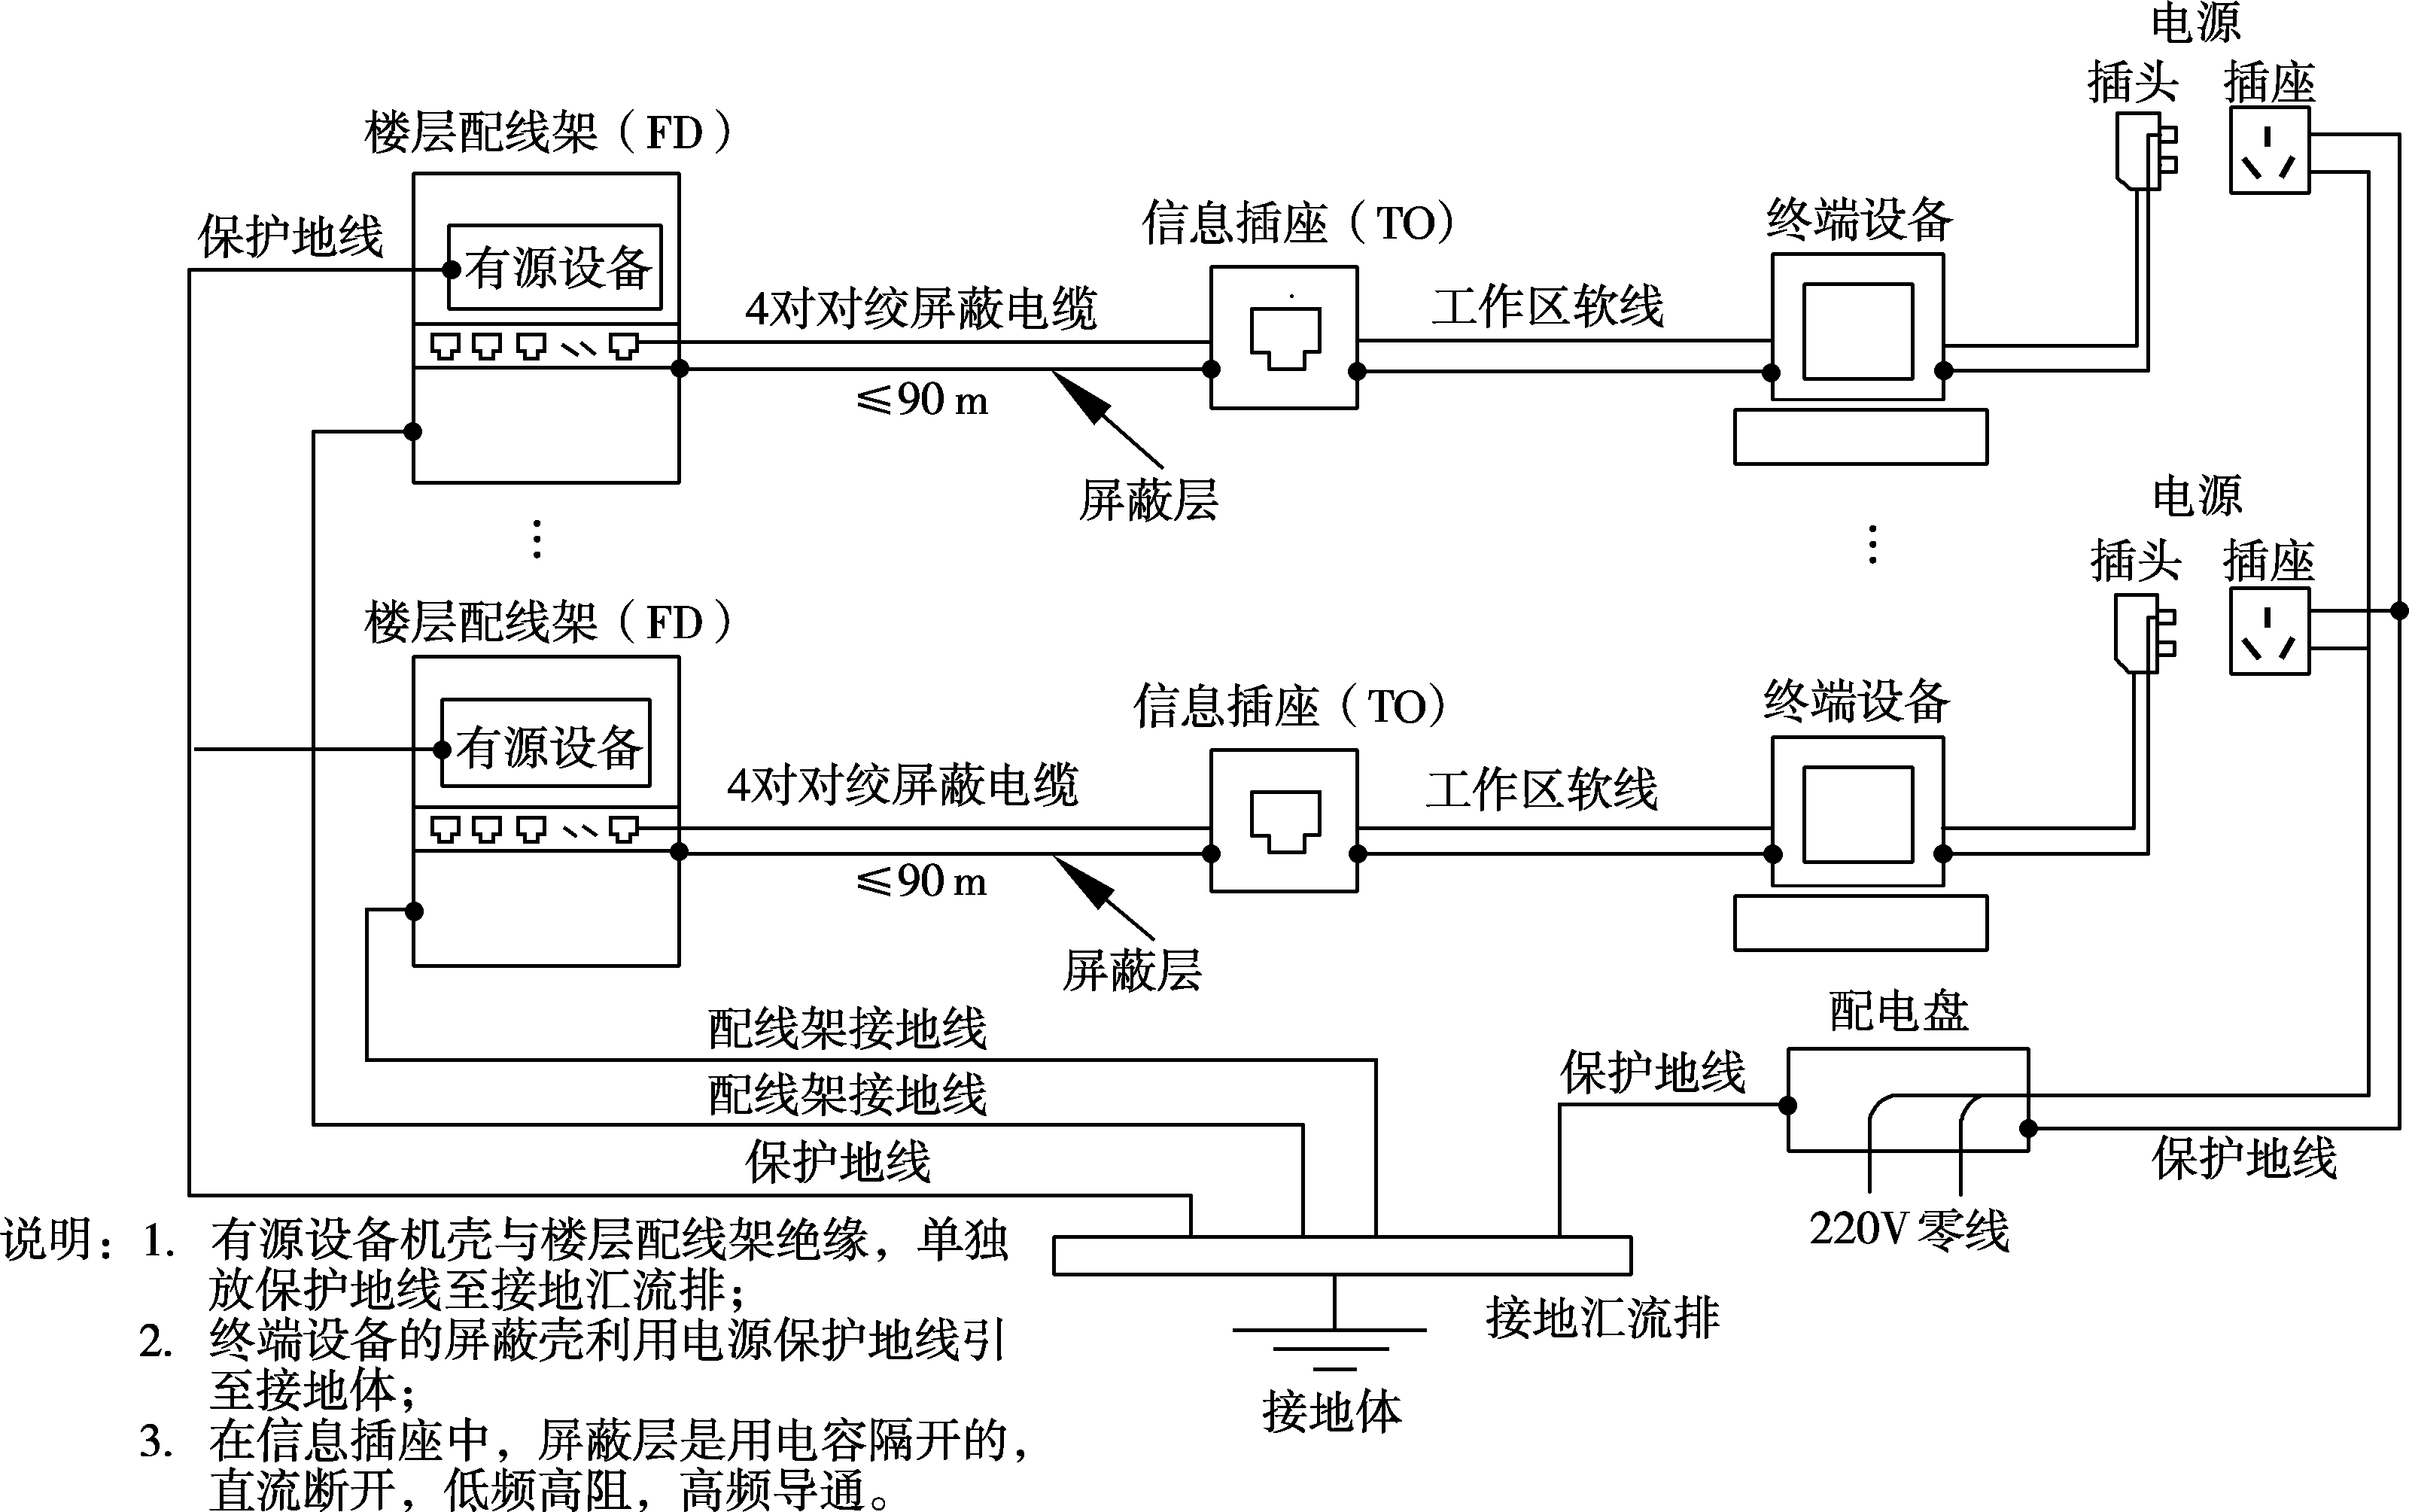 电源
插头 插座
楼层配线架（FD）
信息插座（TO）
终端设备
保护地线
有源设备
4对对绞屏蔽电缆
工作区软线
≤90 m
屏蔽层
电源
插头 插座
楼层配线架（FD）
信息插座（TO）
终端设备
有源设备
4对对绞屏蔽电缆
工作区软线
≤90 m
屏蔽层
配电盘
配线架接地线
保护地线
配线架接地线
保护地线
保护地线
220V 零线
说明：1. 有源设备机壳与楼层配线架绝缘，单独
放保护地线至接地汇流排；
接地汇流排
2. 终端设备的屏蔽壳利用电源保护地线引
至接地体；
接地体
3. 在信息插座中，屏蔽层是用电容隔开的，
直流断开，低频高阻，高频导通。